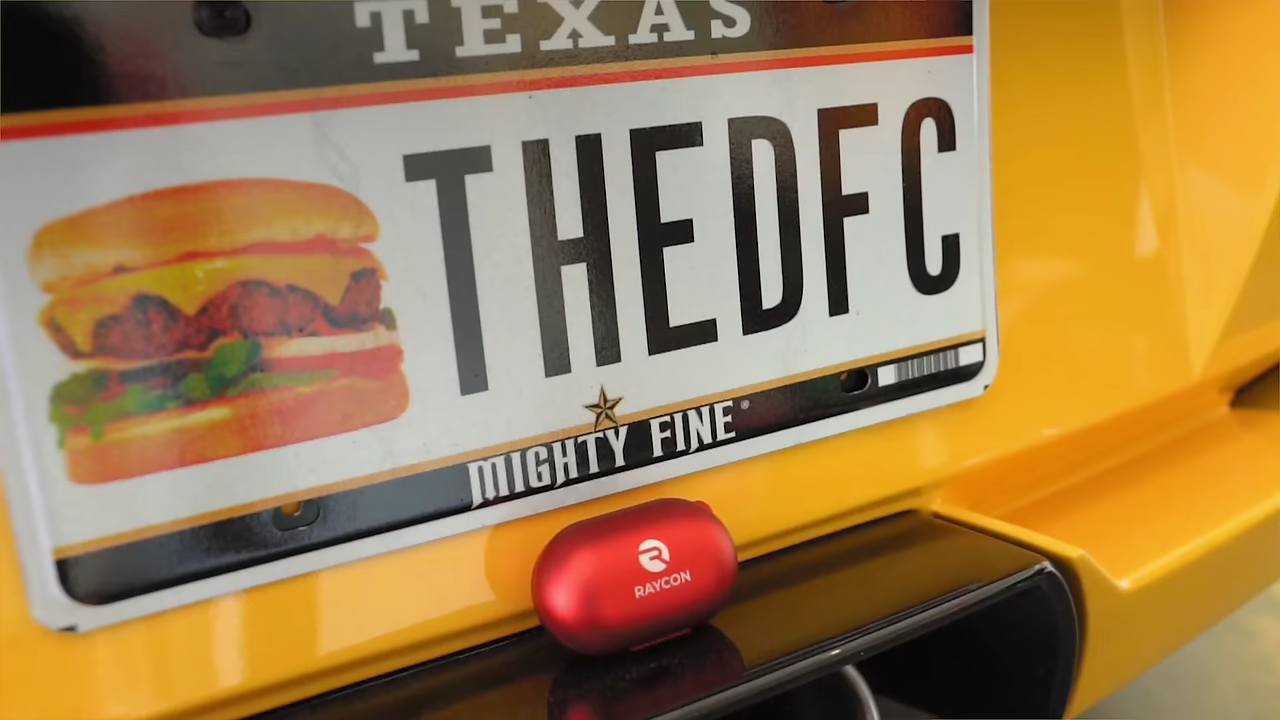 TEXAS
THEDFC
MIGHTY FINE®
R
RAYCON